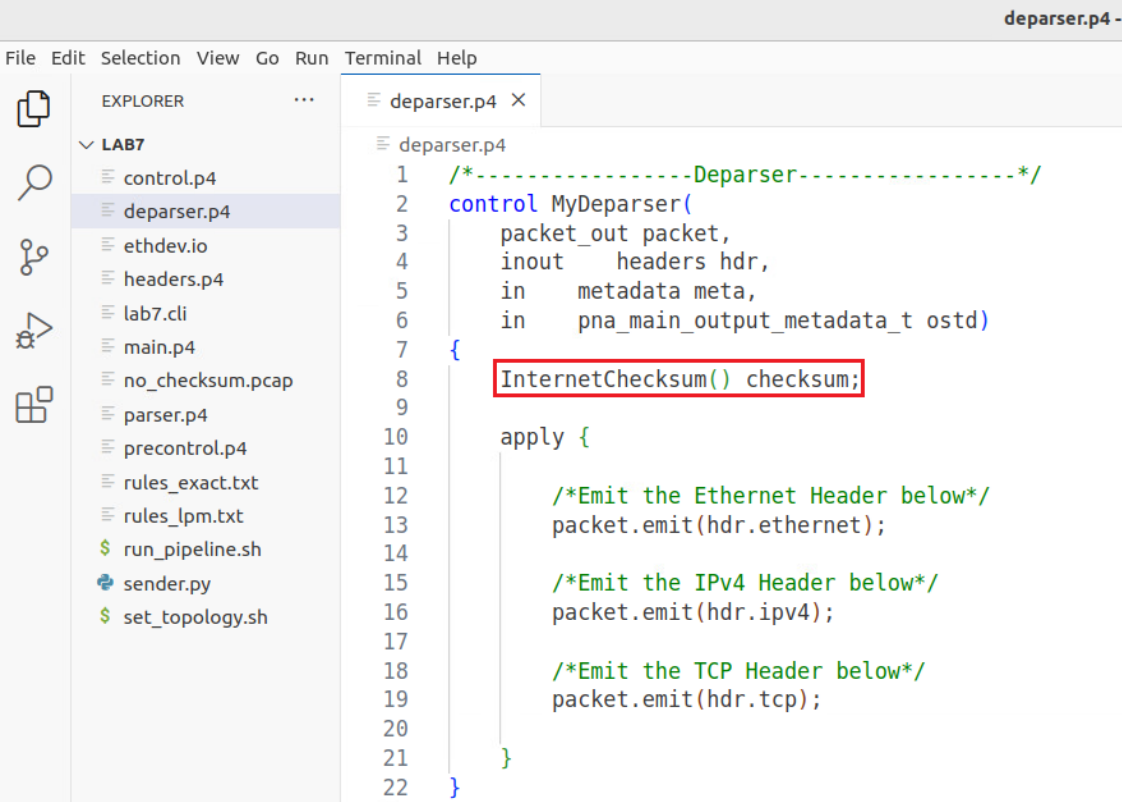 deparser.p4 -
File Edit Selection View Go Run Terminal Help
EXPLORER ...
LAB7
control.p4
deparser.p4
ethdev.io
headers.p4
lab7.cli
main.p4
no_checksum.pcap
parser.p4
precontrol.p4
rules_exact.txt
rules_lpm.txt
$ run_pipeline.sh
sender.py
$ set_topology.sh
deparser.p4 ×
deparser.p4
1 /*-----------------Deparser-----------------*/
2 control MyDeparser(
3     packet_out packet,
4     inout    headers hdr,
5     in    metadata meta,
6     in    pna_main_output_metadata_t ostd)
7 {
8     InternetChecksum() checksum;
9
10     apply {
11
12         /*Emit the Ethernet Header below*/
13         packet.emit(hdr.ethernet);
14
15         /*Emit the IPv4 Header below*/
16         packet.emit(hdr.ipv4);
17
18         /*Emit the TCP Header below*/
19         packet.emit(hdr.tcp);
20
21     }
22 }